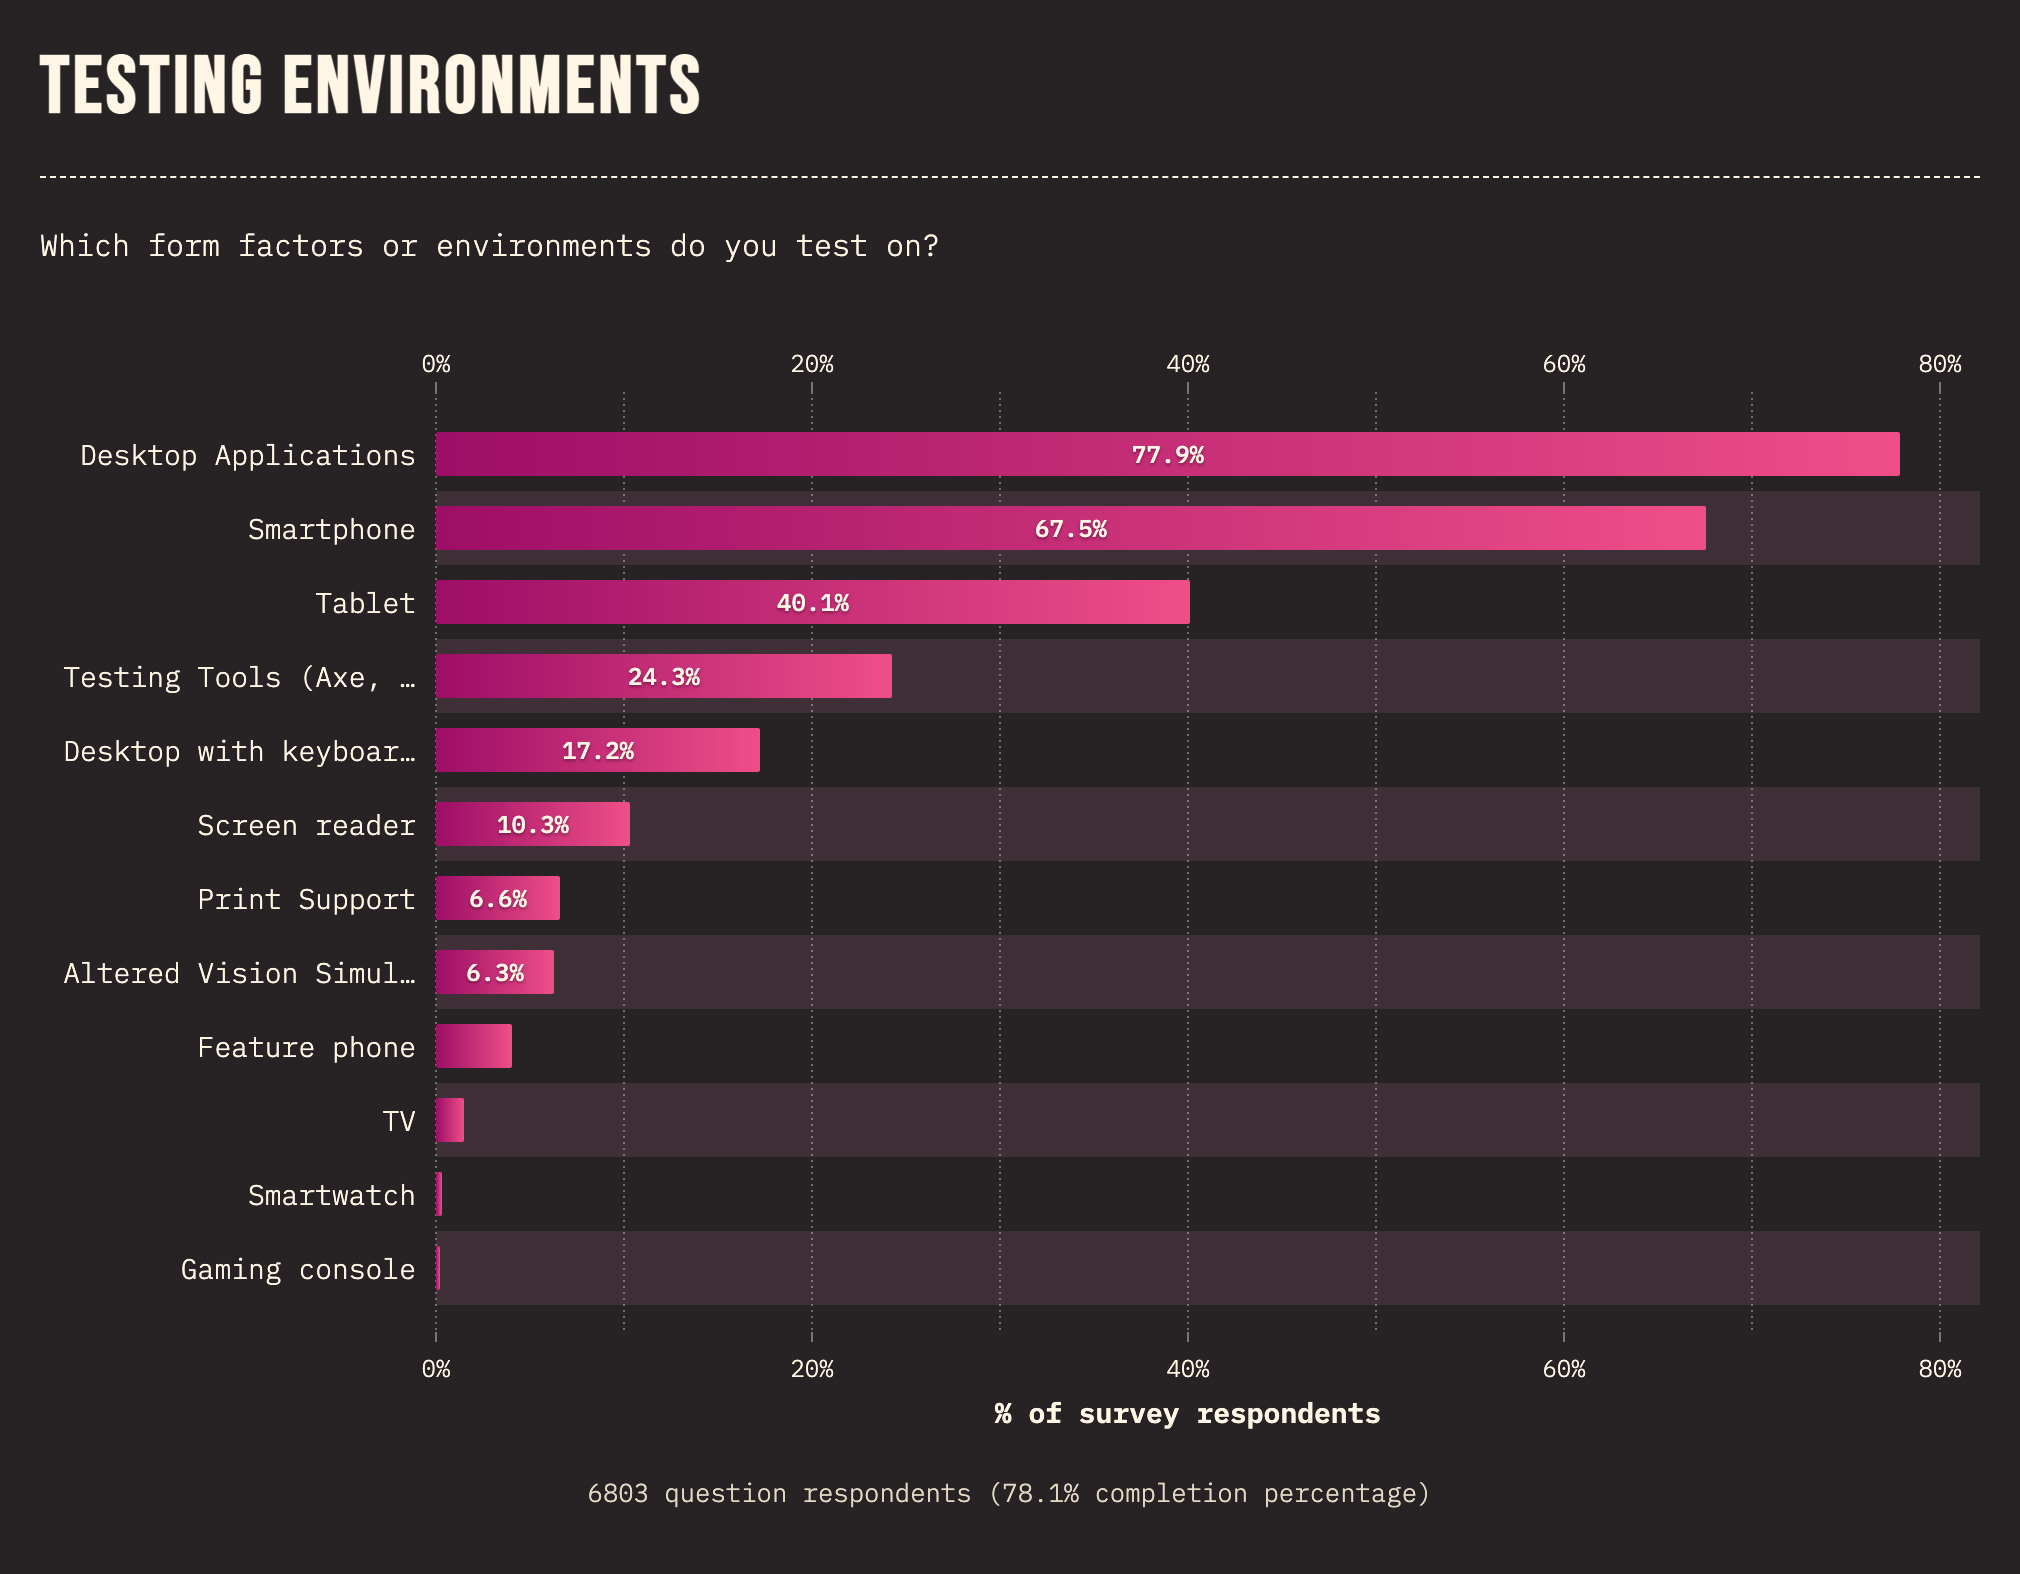 TESTING ENVIRONMENTS
Which form factors or environments do you test on?
0% 20% 40% 60% 80%
Desktop Applications 77.9%
Smartphone 67.5%
Tablet 40.1%
Testing Tools (Axe, … 24.3%
Desktop with keyboar… 17.2%
Screen reader 10.3%
Print Support 6.6%
Altered Vision Simul… 6.3%
Feature phone
TV
Smartwatch
Gaming console
0% 20% 40% 60% 80%
% of survey respondents
6803 question respondents (78.1% completion percentage)